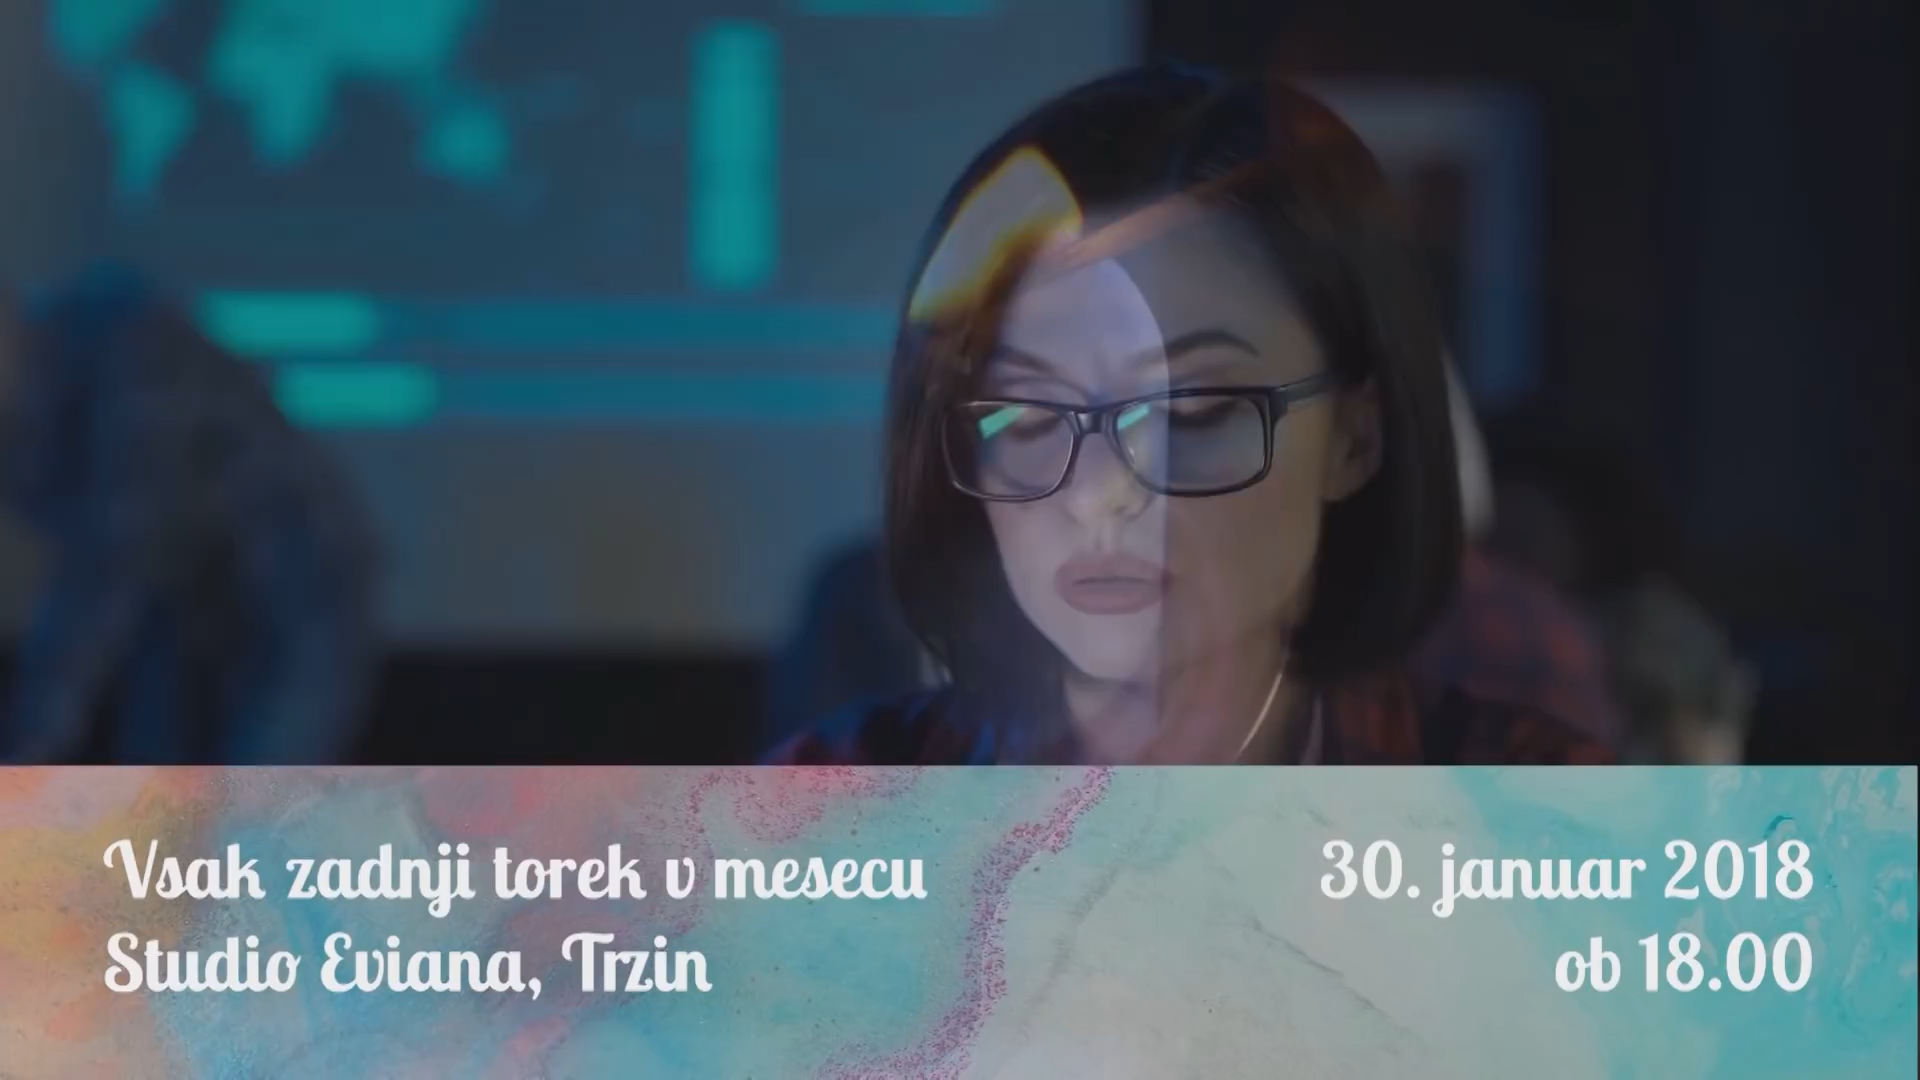 Vsak zadnji torek v mesecu
Studio Eviana, Trzin
30. januar 2018
ob 18.00